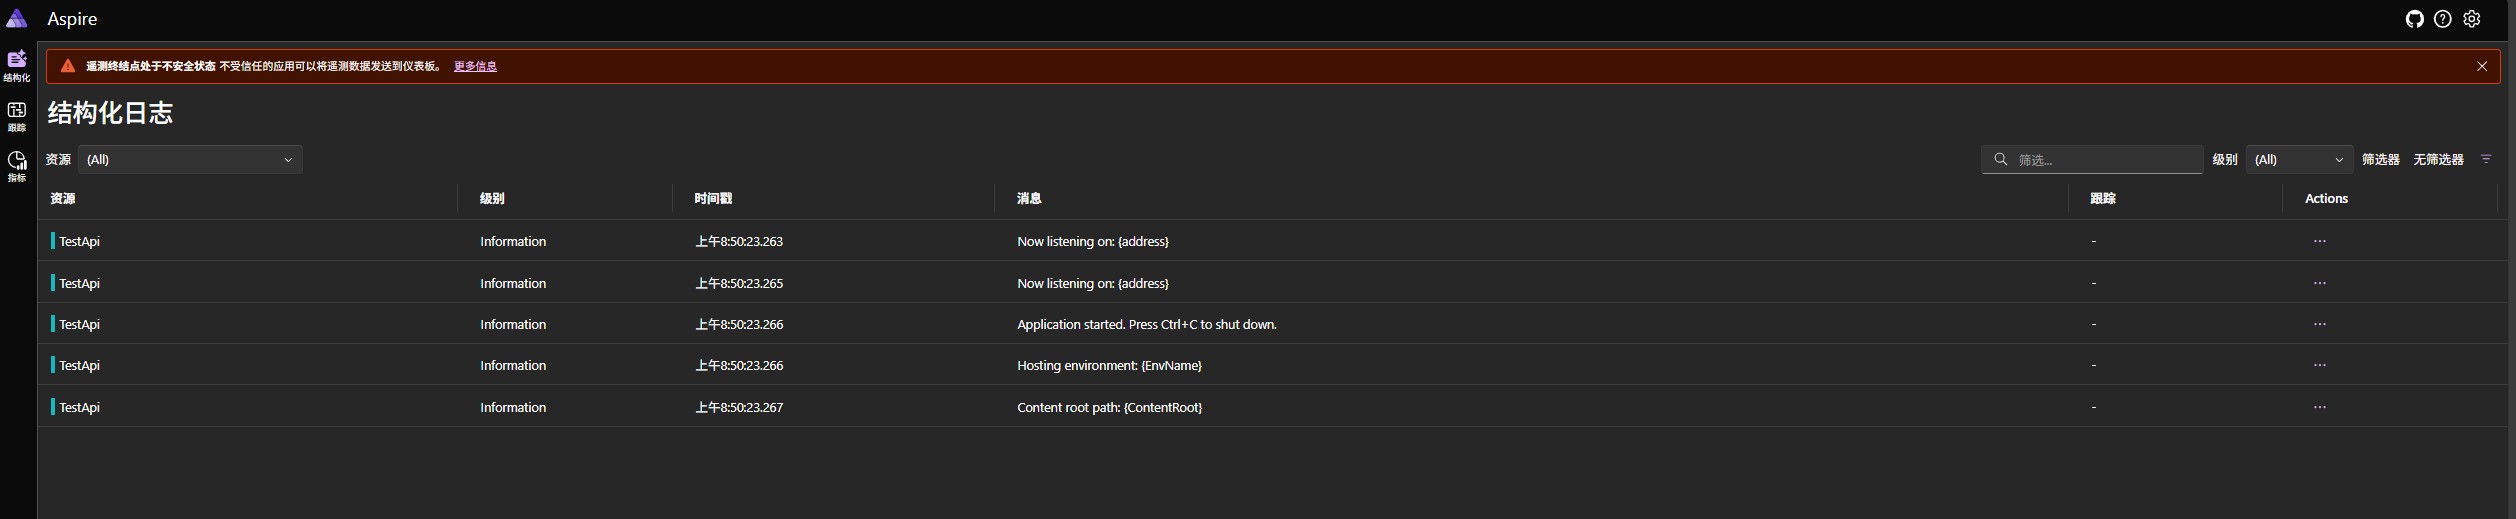 Aspire
结构化
跟踪
指标
遥测终结点处于不安全状态 不受信任的应用可以将遥测数据发送到仪表板。 更多信息
结构化日志
资源 (All) 筛选... 级别 (All) 筛选器 无筛选器
资源 级别 时间戳 消息 跟踪 Actions
TestApi Information 上午8:50:23.263 Now listening on: {address} - ...
TestApi Information 上午8:50:23.265 Now listening on: {address} - ...
TestApi Information 上午8:50:23.266 Application started. Press Ctrl+C to shut down. - ...
TestApi Information 上午8:50:23.266 Hosting environment: {EnvName} - ...
TestApi Information 上午8:50:23.267 Content root path: {ContentRoot} - ...